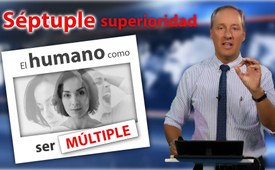 Séptuple superioridad
El humano como
ser MÚLTIPLE